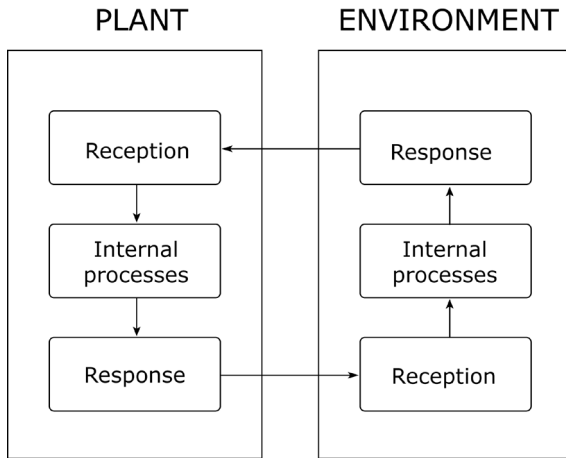 PLANT
Reception
Internal
processes
Response
ENVIRONMENT
Response
Internal
processes
Reception